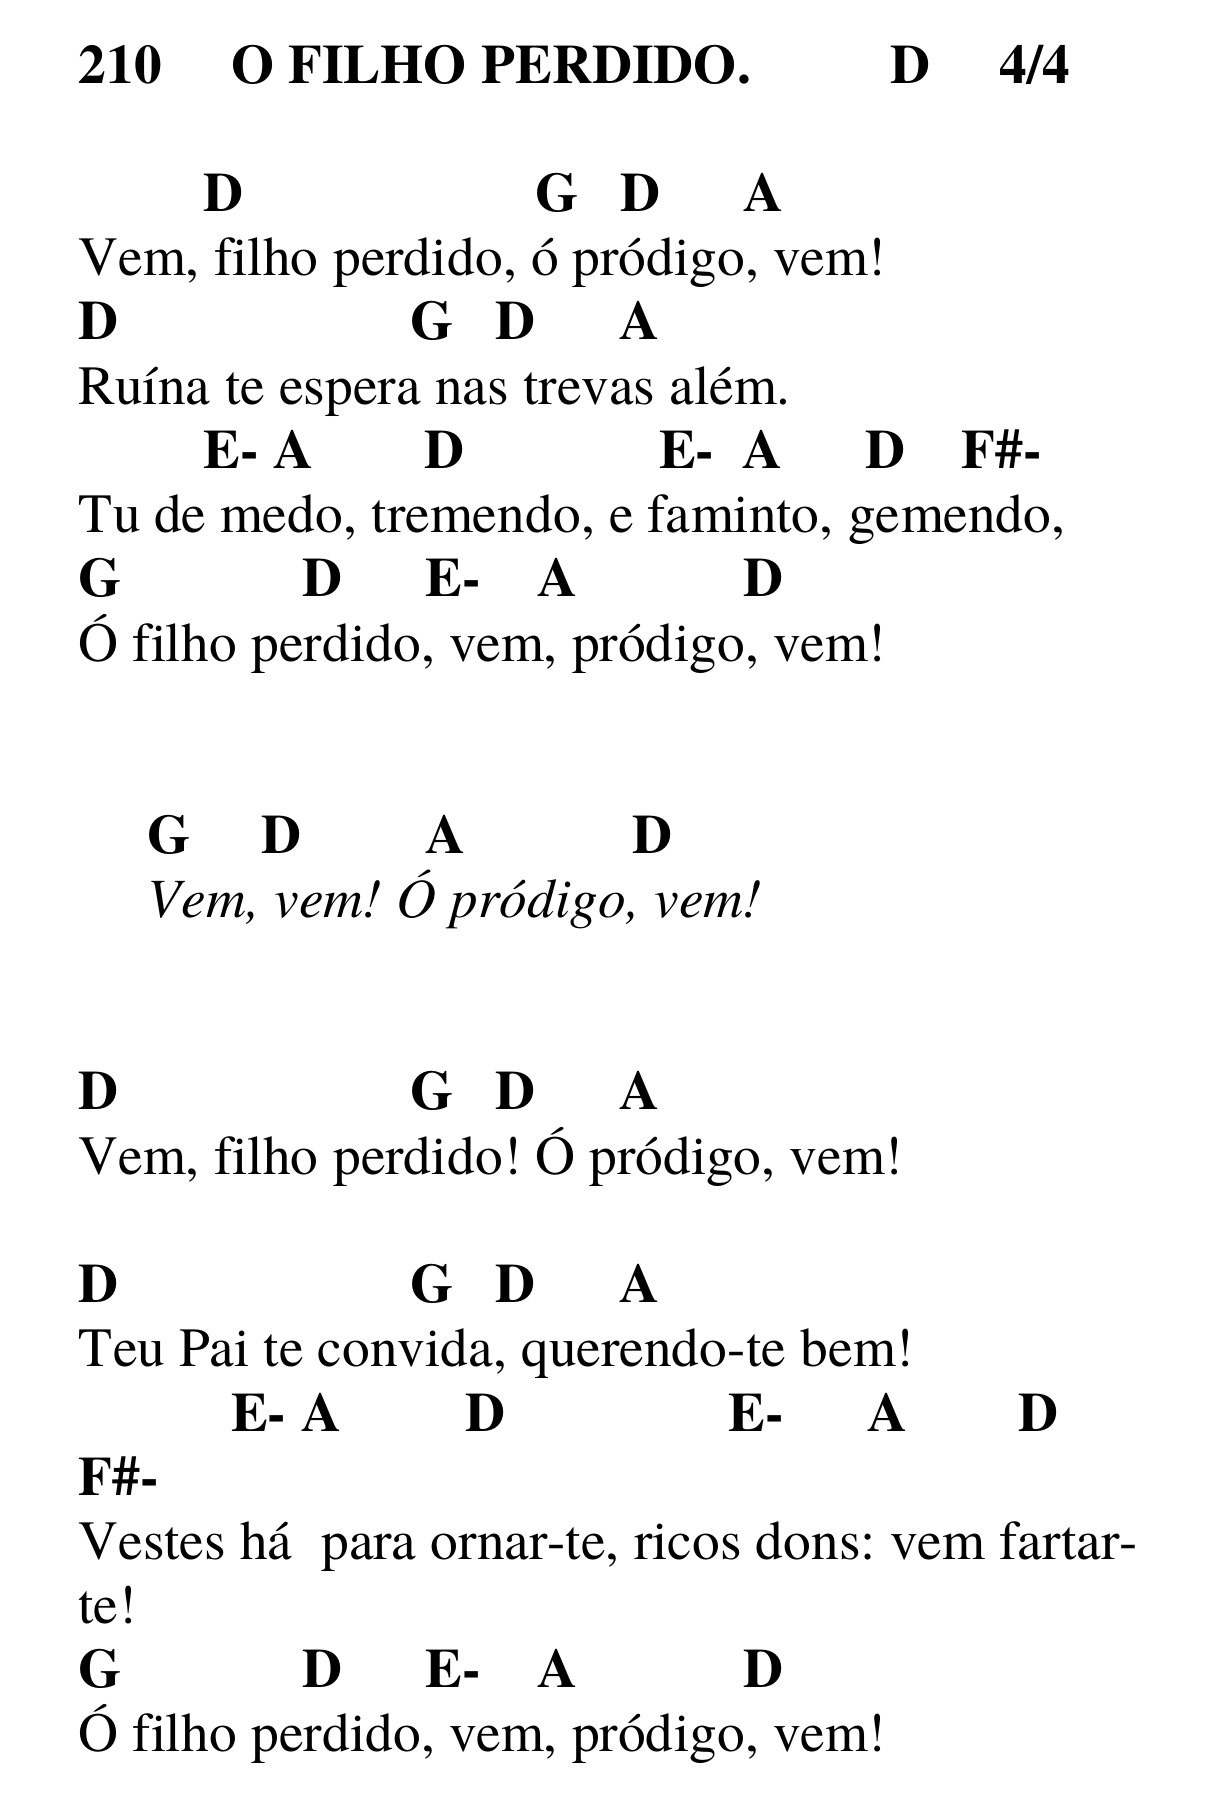 210 O FILHO PERDIDO. D 4/4
D G D A
Vem, filho perdido, ó pródigo, vem!
D G D A
Ruína te espera nas trevas além.
E- A D E- A D F#-
Tu de medo, tremendo, e faminto, gemendo,
G D E- A D
Ó filho perdido, vem, pródigo, vem!
G D A D
Vem, vem! Ó pródigo, vem!
D G D A
Vem, filho perdido! Ó pródigo, vem!
D G D A
Teu Pai te convida, querendo-te bem!
E- A D E- A D
F#-
Vestes há para ornar-te, ricos dons: vem fartar-
te!
G D E- A D
Ó filho perdido, vem, pródigo, vem!